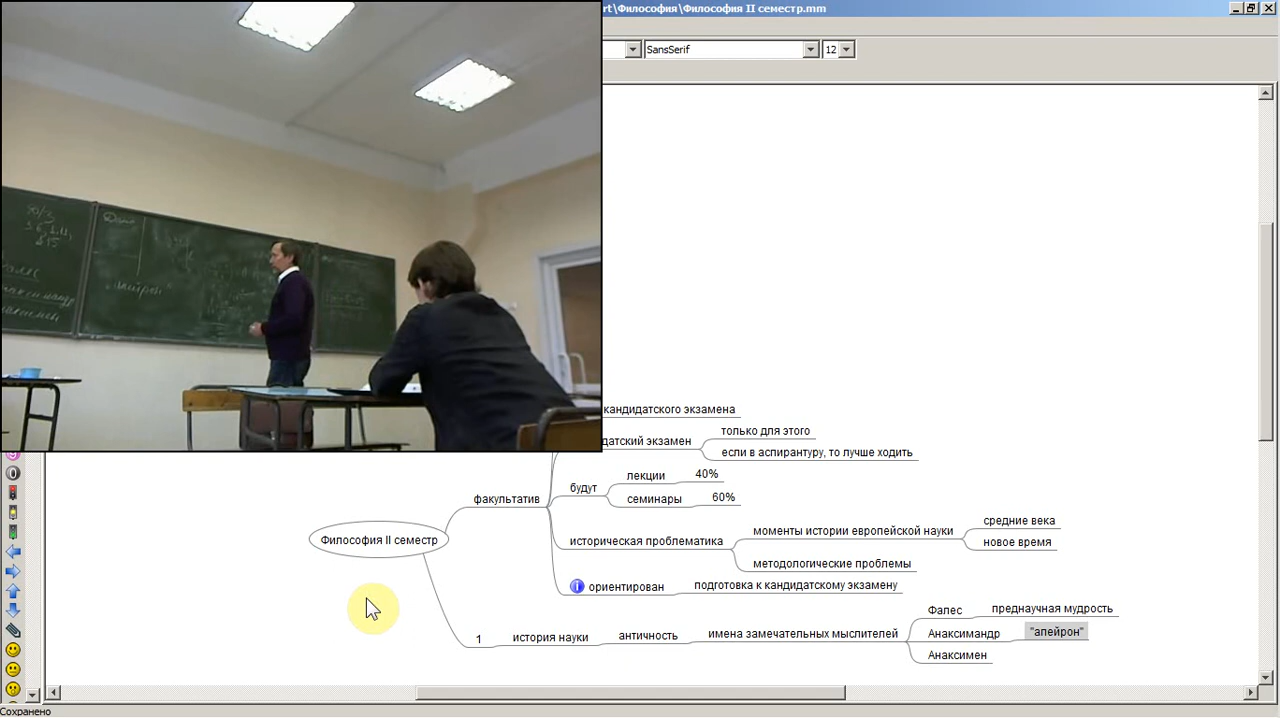 rt\Философия\Философия II семестр.mm
SansSerif
12
кандидатского экзамена
датский экзамен
только для этого
если в аспирантуру, то лучше ходить
факультатив
будут
лекции
40%
семинары
60%
Философия II семестр
историческая проблематика
моменты истории европейской науки
средние века
новое время
методологические проблемы
ориентирован
подготовка к кандидатскому экзамену
1
история науки
античность
имена замечательных мыслителей
Фалес
преднаучная мудрость
Анаксимандр
"апейрон"
Анаксимен
Сохранено